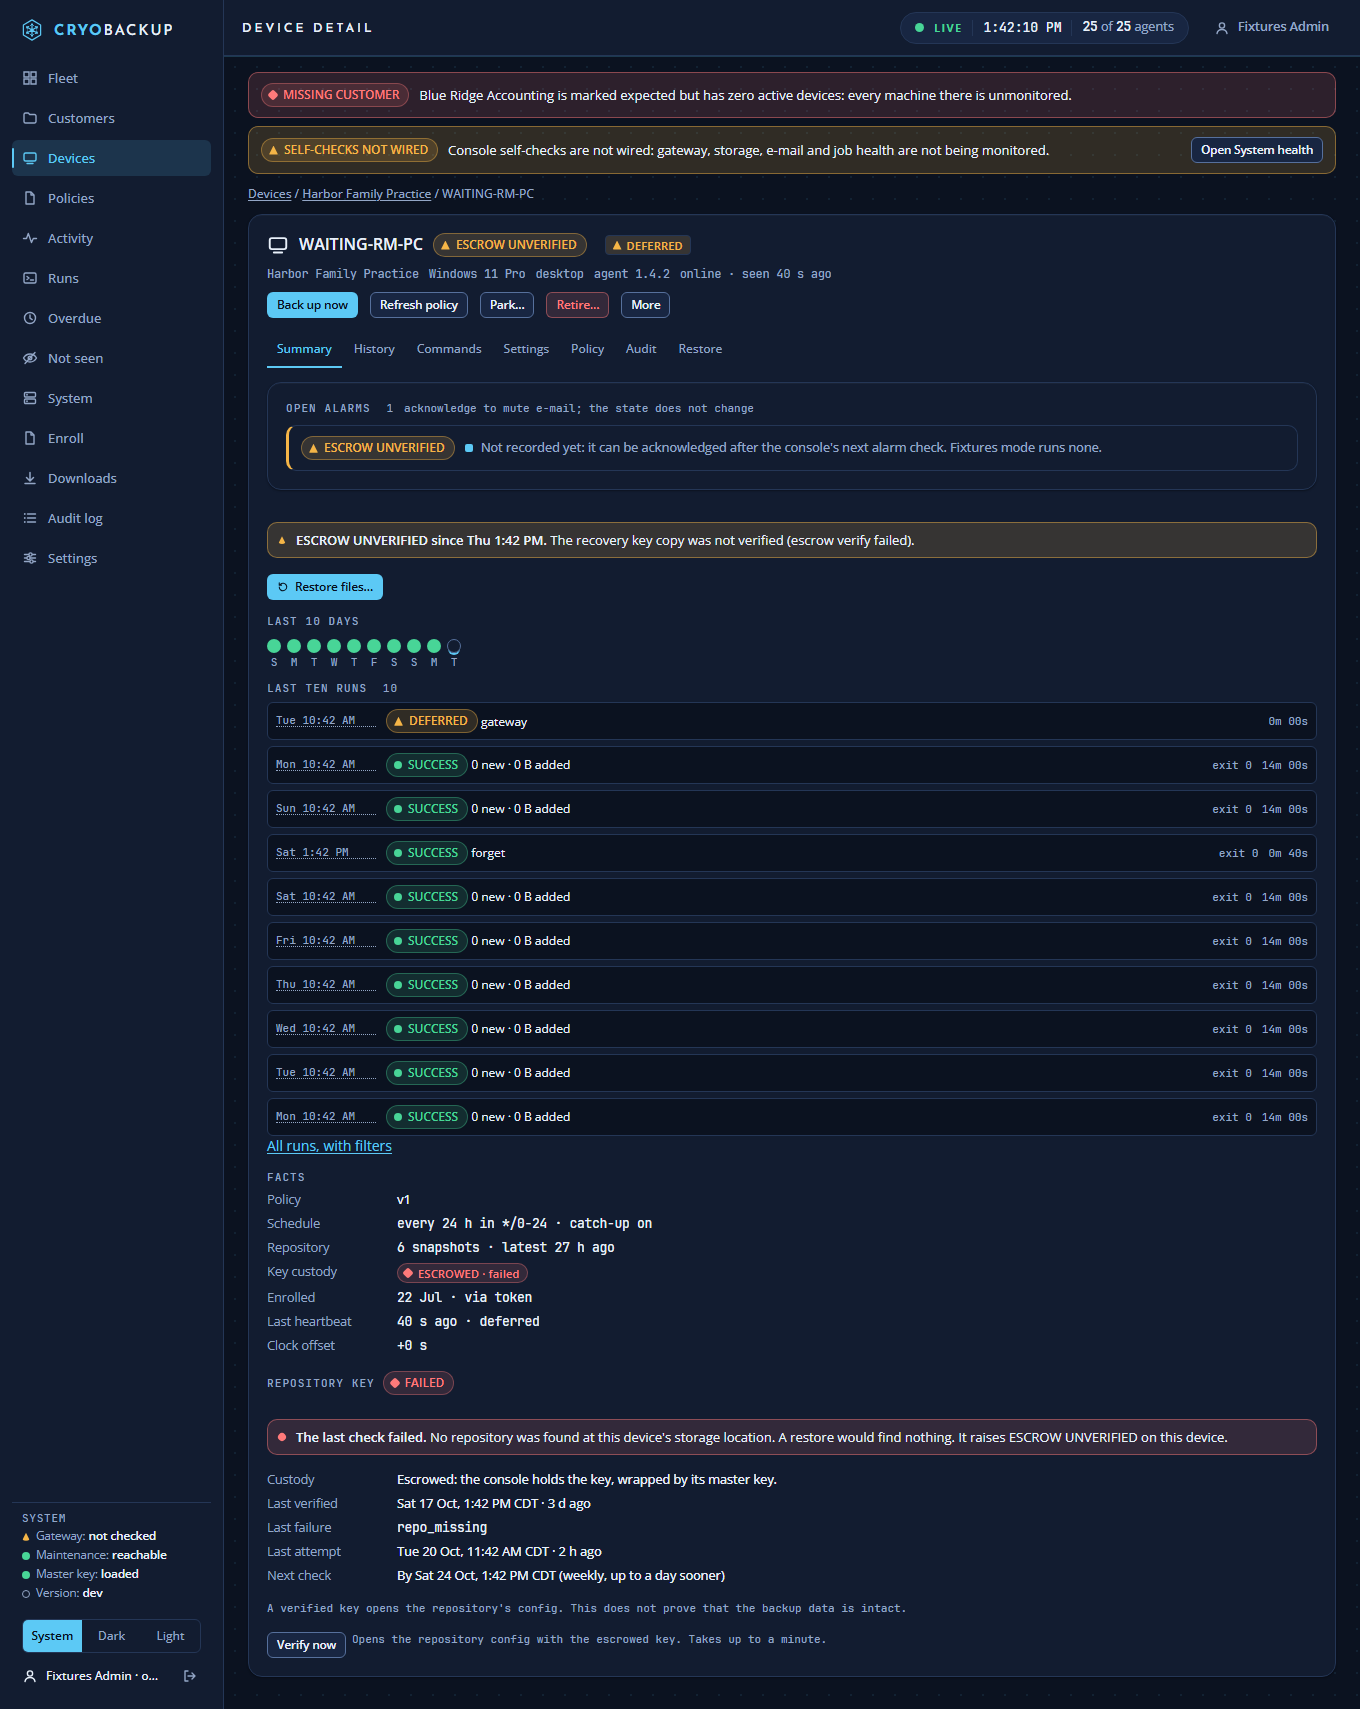 CRYOBACKUP
DEVICE DETAIL
LIVE 1:42:10 PM 25 of 25 agents
Fixtures Admin
Fleet
Customers
Devices
Policies
Activity
Runs
Overdue
Not seen
System
Enroll
Downloads
Audit log
Settings
MISSING CUSTOMER Blue Ridge Accounting is marked expected but has zero active devices: every machine there is unmonitored.
SELF-CHECKS NOT WIRED Console self-checks are not wired: gateway, storage, e-mail and job health are not being monitored. Open System health
Devices / Harbor Family Practice / WAITING-RM-PC
WAITING-RM-PC ESCROW UNVERIFIED DEFERRED
Harbor Family Practice Windows 11 Pro desktop agent 1.4.2 online · seen 40 s ago
Back up now Refresh policy Park... Retire... More
Summary History Commands Settings Policy Audit Restore
OPEN ALARMS 1 acknowledge to mute e-mail; the state does not change
ESCROW UNVERIFIED Not recorded yet: it can be acknowledged after the console's next alarm check. Fixtures mode runs none.
ESCROW UNVERIFIED since Thu 1:42 PM. The recovery key copy was not verified (escrow verify failed).
Restore files...
LAST 10 DAYS
S M T W T F S S M T
LAST TEN RUNS 10
Tue 10:42 AM DEFERRED gateway 0m 00s
Mon 10:42 AM SUCCESS 0 new · 0 B added exit 0 14m 00s
Sun 10:42 AM SUCCESS 0 new · 0 B added exit 0 14m 00s
Sat 1:42 PM SUCCESS forget exit 0 0m 40s
Sat 10:42 AM SUCCESS 0 new · 0 B added exit 0 14m 00s
Fri 10:42 AM SUCCESS 0 new · 0 B added exit 0 14m 00s
Thu 10:42 AM SUCCESS 0 new · 0 B added exit 0 14m 00s
Wed 10:42 AM SUCCESS 0 new · 0 B added exit 0 14m 00s
Tue 10:42 AM SUCCESS 0 new · 0 B added exit 0 14m 00s
Mon 10:42 AM SUCCESS 0 new · 0 B added exit 0 14m 00s
All runs, with filters
FACTS
Policy v1
Schedule every 24 h in */0-24 · catch-up on
Repository 6 snapshots · latest 27 h ago
Key custody ESCROWED · failed
Enrolled 22 Jul · via token
Last heartbeat 40 s ago · deferred
Clock offset +0 s
REPOSITORY KEY FAILED
The last check failed. No repository was found at this device's storage location. A restore would find nothing. It raises ESCROW UNVERIFIED on this device.
Custody Escrowed: the console holds the key, wrapped by its master key.
Last verified Sat 17 Oct, 1:42 PM CDT · 3 d ago
Last failure repo_missing
Last attempt Tue 20 Oct, 11:42 AM CDT · 2 h ago
Next check By Sat 24 Oct, 1:42 PM CDT (weekly, up to a day sooner)
A verified key opens the repository's config. This does not prove that the backup data is intact.
Verify now Opens the repository config with the escrowed key. Takes up to a minute.
SYSTEM
Gateway: not checked
Maintenance: reachable
Master key: loaded
Version: dev
System Dark Light
Fixtures Admin · o...